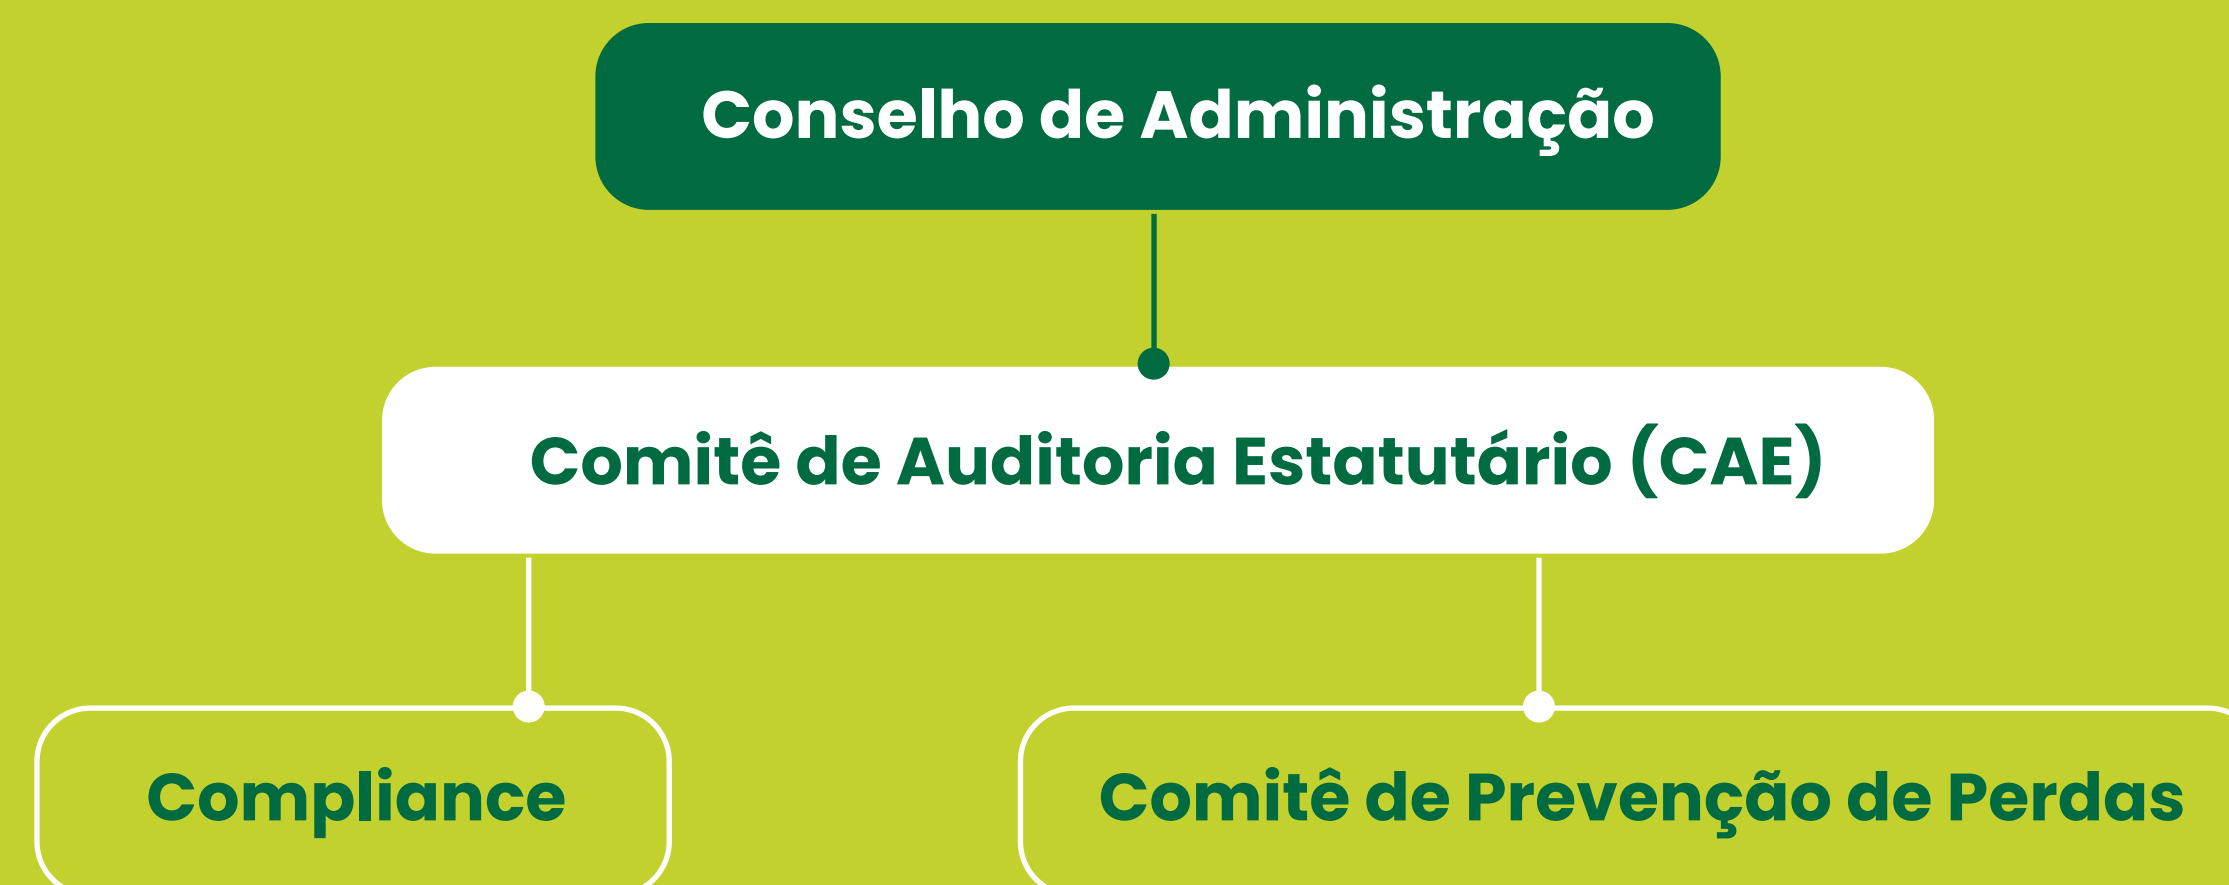 Conselho de Administração
Comitê de Auditoria Estatutário (CAE)
Compliance
Comitê de Prevenção de Perdas